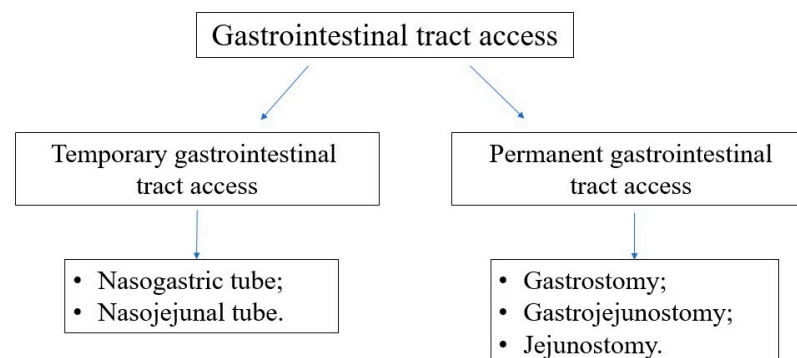 Gastrointestinal tract access
Temporary gastrointestinal
tract access
Permanent gastrointestinal
tract access
• Nasogastric tube;
• Nasojejunal tube.
• Gastrostomy;
• Gastrojejunostomy;
• Jejunostomy.